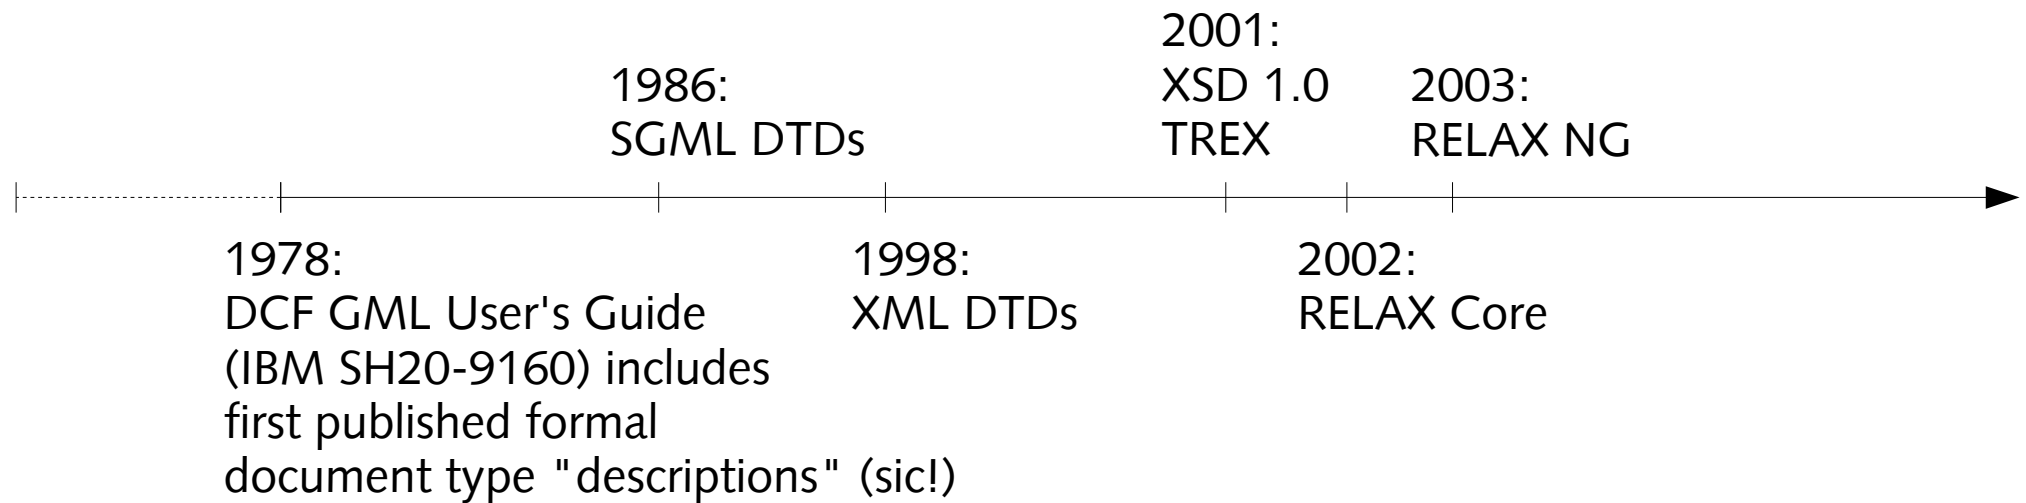 2001:
XSD 1.0
TREX
1986:
SGML DTDs
2003:
RELAX NG
1978:
DCF GML User's Guide
(IBM SH20-9160) includes
first published formal
document type "descriptions" (sic!)
1998:
XML DTDs
2002:
RELAX Core